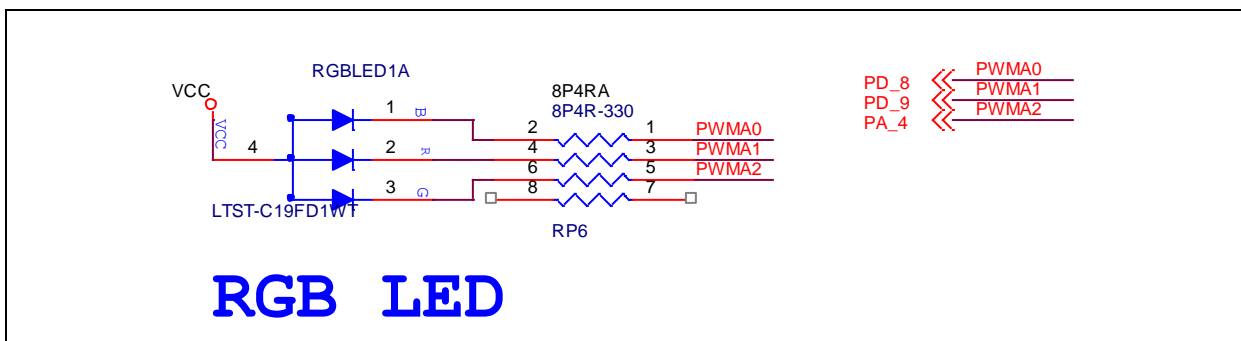 RGBLED1A
VCC
VCC
4
1 B
2 R
3 G
LTST-C19FD1WT
8P4RA
8P4R-330
2 1 PWMA0
4 3 PWMA1
6 5 PWMA2
8 7
RP6
PD_8 PWMA0
PD_9 PWMA1
PA_4 PWMA2
RGB LED